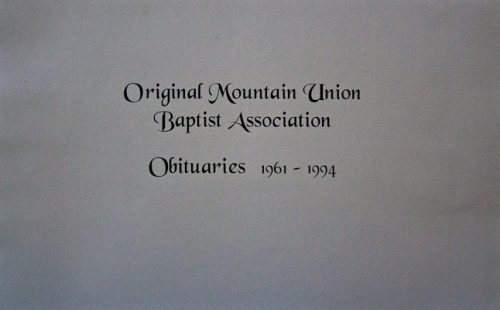 Original Mountain Union
Baptist Association
Obituaries 1961 - 1994